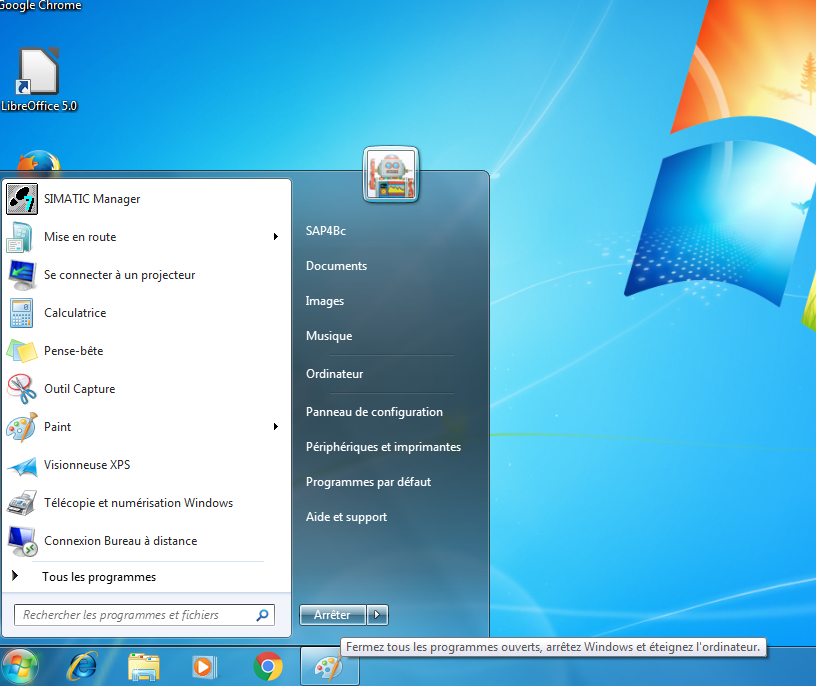 Google Chrome
LibreOffice 5.0
SIMATIC Manager
Mise en route
Se connecter à un projecteur
Calculatrice
Pense-bête
Outil Capture
Paint
Visionneuse XPS
Télécopie et numérisation Windows
Connexion Bureau à distance
Tous les programmes
Rechercher les programmes et fichiers
SAP4Bc
Documents
Images
Musique
Ordinateur
Panneau de configuration
Périphériques et imprimantes
Programmes par défaut
Aide et support
Arrêter
Fermez tous les programmes ouverts, arrêtez Windows et éteignez l'ordinateur.